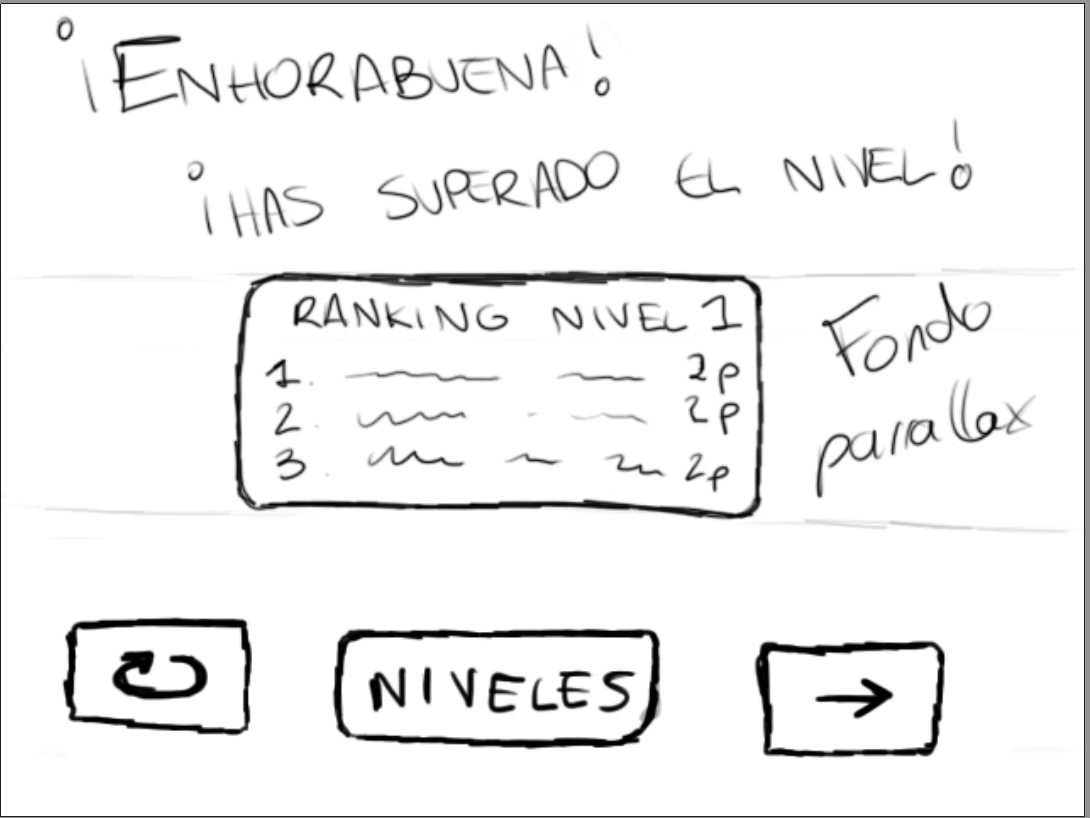 ¡ENHORABUENA!
¡HAS SUPERADO EL NIVEL!
RANKING NIVEL 1
1. 2p
2. 2p
3. 2p
Fondo
parallax
NIVELES